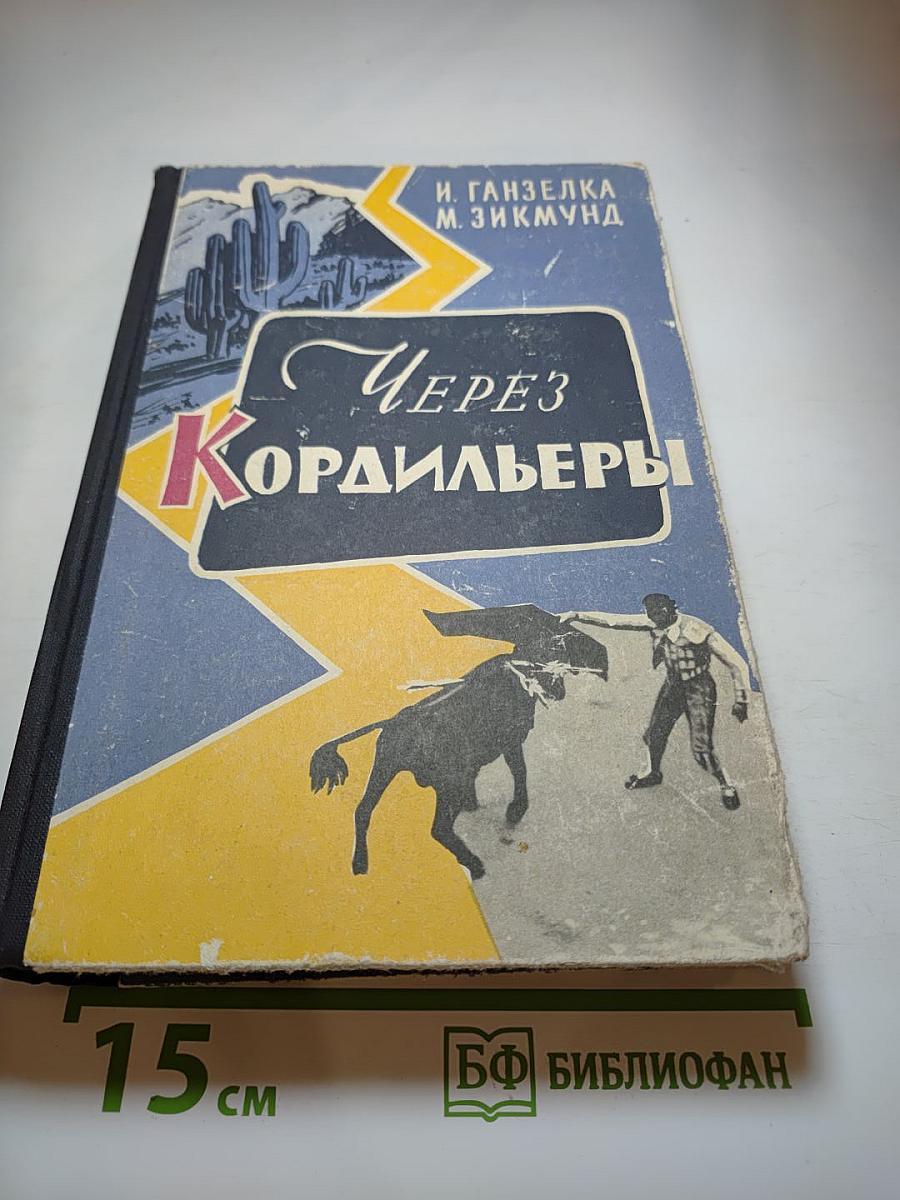 И. ГАНЗЕЛКА
М. ЗИКМУНД
ЧЕРЕЗ
КОРДИЛЬЕРЫ
15 см
БФ БИБЛИОФАН